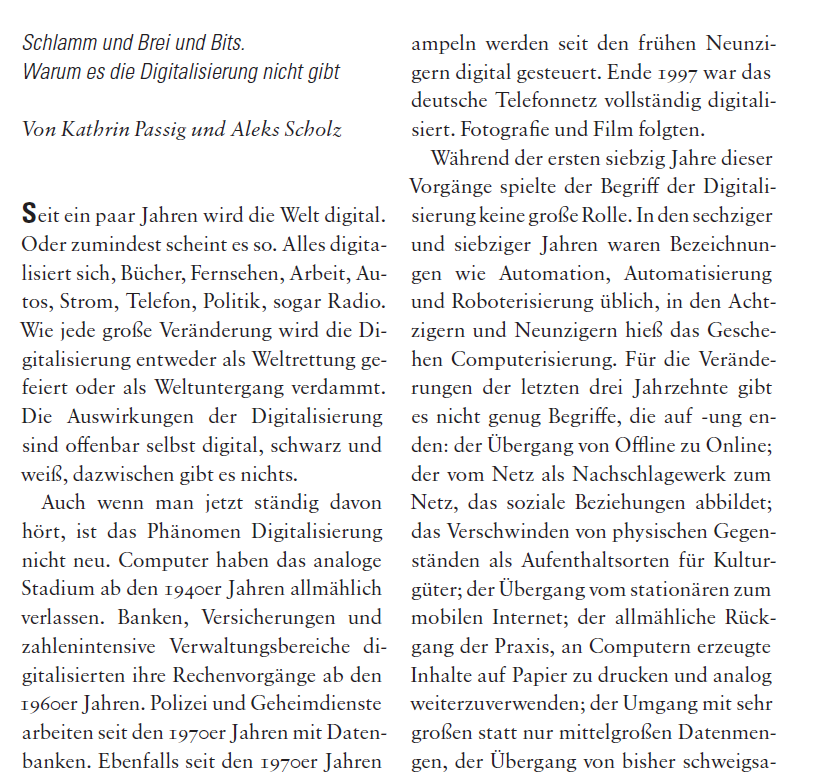 Schlamm und Brei und Bits.
Warum es die Digitalisierung nicht gibt
Von Kathrin Passig und Aleks Scholz
Seit ein paar Jahren wird die Welt digital.
Oder zumindest scheint es so. Alles digita-
lisiert sich, Bücher, Fernsehen, Arbeit, Au-
tos, Strom, Telefon, Politik, sogar Radio.
Wie jede große Veränderung wird die Di-
gitalisierung entweder als Weltrettung ge-
feiert oder als Weltuntergang verdammt.
Die Auswirkungen der Digitalisierung
sind offenbar selbst digital, schwarz und
weiß, dazwischen gibt es nichts.
Auch wenn man jetzt ständig davon
hört, ist das Phänomen Digitalisierung
nicht neu. Computer haben das analoge
Stadium ab den 1940er Jahren allmählich
verlassen. Banken, Versicherungen und
zahlenintensive Verwaltungsbereiche di-
gitalisierten ihre Rechenvorgänge ab den
1960er Jahren. Polizei und Geheimdienste
arbeiten seit den 1970er Jahren mit Daten-
banken. Ebenfalls seit den 1970er Jahren
ampeln werden seit den frühen Neunzi-
gern digital gesteuert. Ende 1997 war das
deutsche Telefonnetz vollständig digitali-
siert. Fotografie und Film folgten.
Während der ersten siebzig Jahre dieser
Vorgänge spielte der Begriff der Digitali-
sierung keine große Rolle. In den sechziger
und siebziger Jahren waren Bezeichnun-
gen wie Automation, Automatisierung
und Roboterisierung üblich, in den Acht-
zigern und Neunzigern hieß das Gesche-
hen Computerisierung. Für die Verände-
rungen der letzten drei Jahrzehnte gibt
es nicht genug Begriffe, die auf -ung en-
den: der Übergang von Offline zu Online;
der vom Netz als Nachschlagewerk zum
Netz, das soziale Beziehungen abbildet;
das Verschwinden von physischen Gegen-
ständen als Aufenthaltsorten für Kultur-
güter; der Übergang vom stationären zum
mobilen Internet; der allmähliche Rück-
gang der Praxis, an Computern erzeugte
Inhalte auf Papier zu drucken und analog
weiterzuverwenden; der Umgang mit sehr
großen statt nur mittelgroßen Datenmen-
gen, der Übergang von bisher schweigsa-